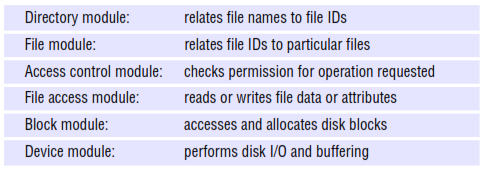 Directory module: relates file names to file IDs
File module: relates file IDs to particular files
Access control module: checks permission for operation requested
File access module: reads or writes file data or attributes
Block module: accesses and allocates disk blocks
Device module: performs disk I/O and buffering